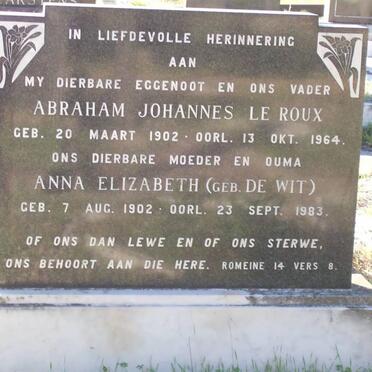 IN LIEFDEVOLLE HERINNERING
AAN
MY DIERBARE EGGENOOT EN ONS VADER
ABRAHAM JOHANNES LE ROUX
GEB. 20 MAART 1902 · OORL. 13 OKT. 1964.
ONS DIERBARE MOEDER EN OUMA
ANNA ELIZABETH (GEB. DE WIT)
GEB. 7 AUG. 1902 · OORL. 23 SEPT. 1983.
OF ONS DAN LEWE EN OF ONS STERWE,
ONS BEHOORT AAN DIE HERE. ROMEINE 14 VERS 8.